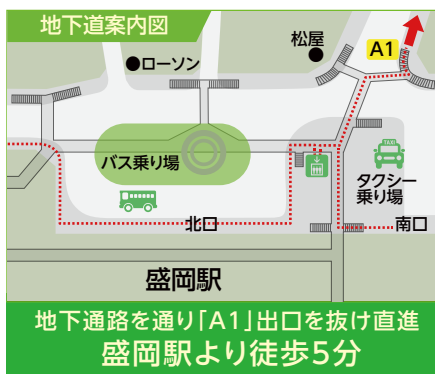 地下道案内図
松屋
A1
●ローソン
TAXI
バス乗り場
タクシー
乗り場
北口
南口
盛岡駅
地下通路を通り「A1」出口を抜け直進
盛岡駅より徒歩5分